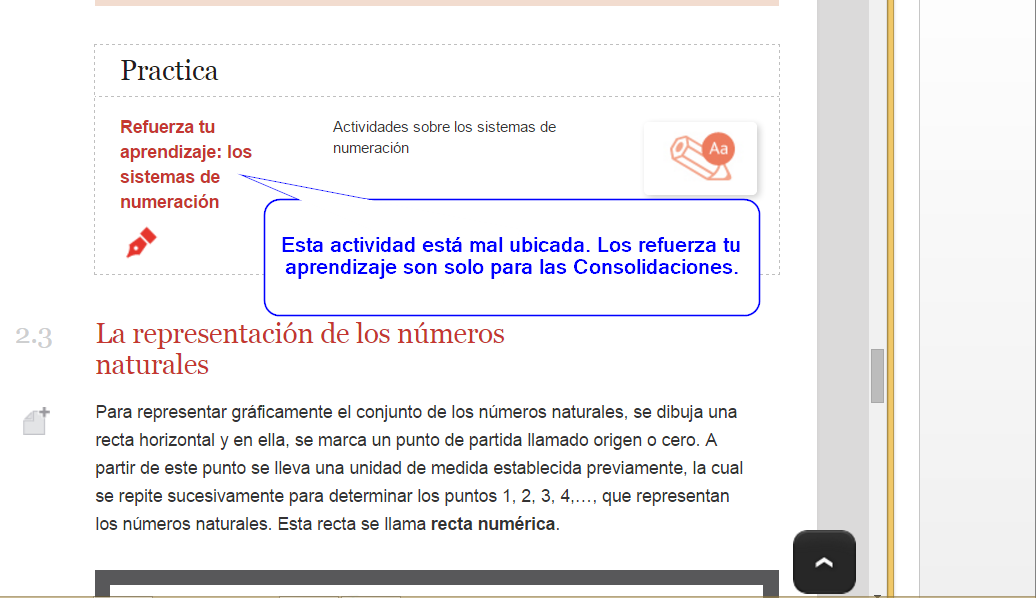 Practica
Refuerza tu
aprendizaje: los
sistemas de
numeración
Actividades sobre los sistemas de
numeración
Aa
Esta actividad está mal ubicada. Los refuerza tu
aprendizaje son solo para las Consolidaciones.
2.3
La representación de los números
naturales
Para representar gráficamente el conjunto de los números naturales, se dibuja una
recta horizontal y en ella, se marca un punto de partida llamado origen o cero. A
partir de este punto se lleva una unidad de medida establecida previamente, la cual
se repite sucesivamente para determinar los puntos 1, 2, 3, 4,…, que representan
los números naturales. Esta recta se llama recta numérica.